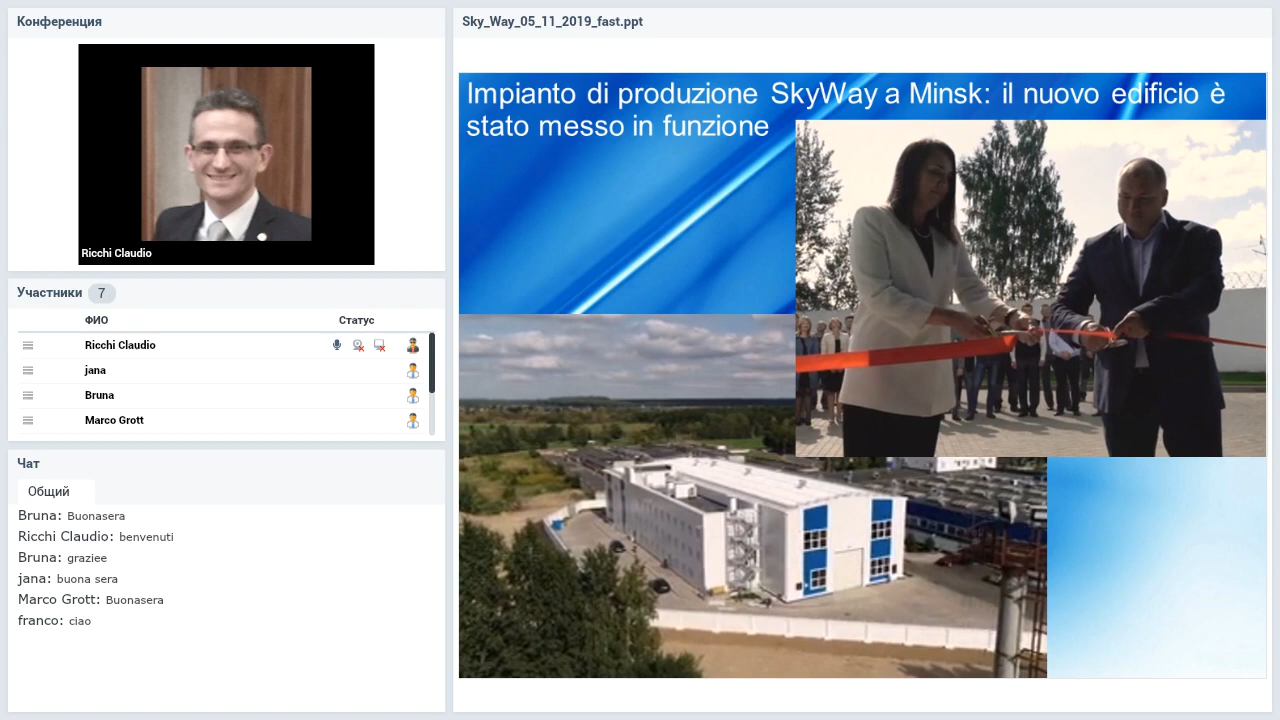 Конференция
Ricchi Claudio
Участники 7
ФИО Статус
Ricchi Claudio
jana
Bruna
Marco Grott
Чат
Общий
Bruna: Buonasera
Ricchi Claudio: benvenuti
Bruna: graziee
jana: buona sera
Marco Grott: Buonasera
franco: ciao
Sky_Way_05_11_2019_fast.ppt
Impianto di produzione SkyWay a Minsk: il nuovo edificio è
stato messo in funzione